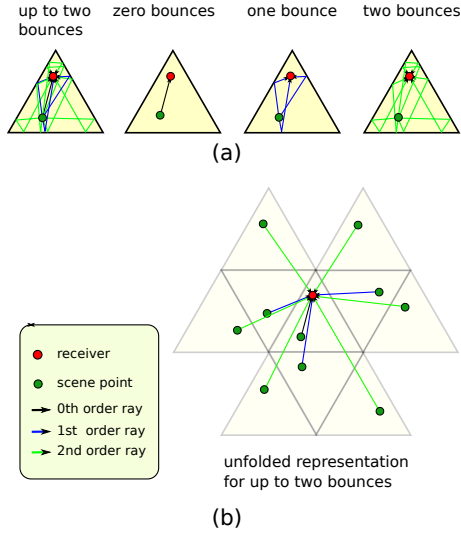 up to two
bounces
zero bounces
one bounce
two bounces
(a)
receiver
scene point
0th order ray
1st order ray
2nd order ray
unfolded representation
for up to two bounces
(b)